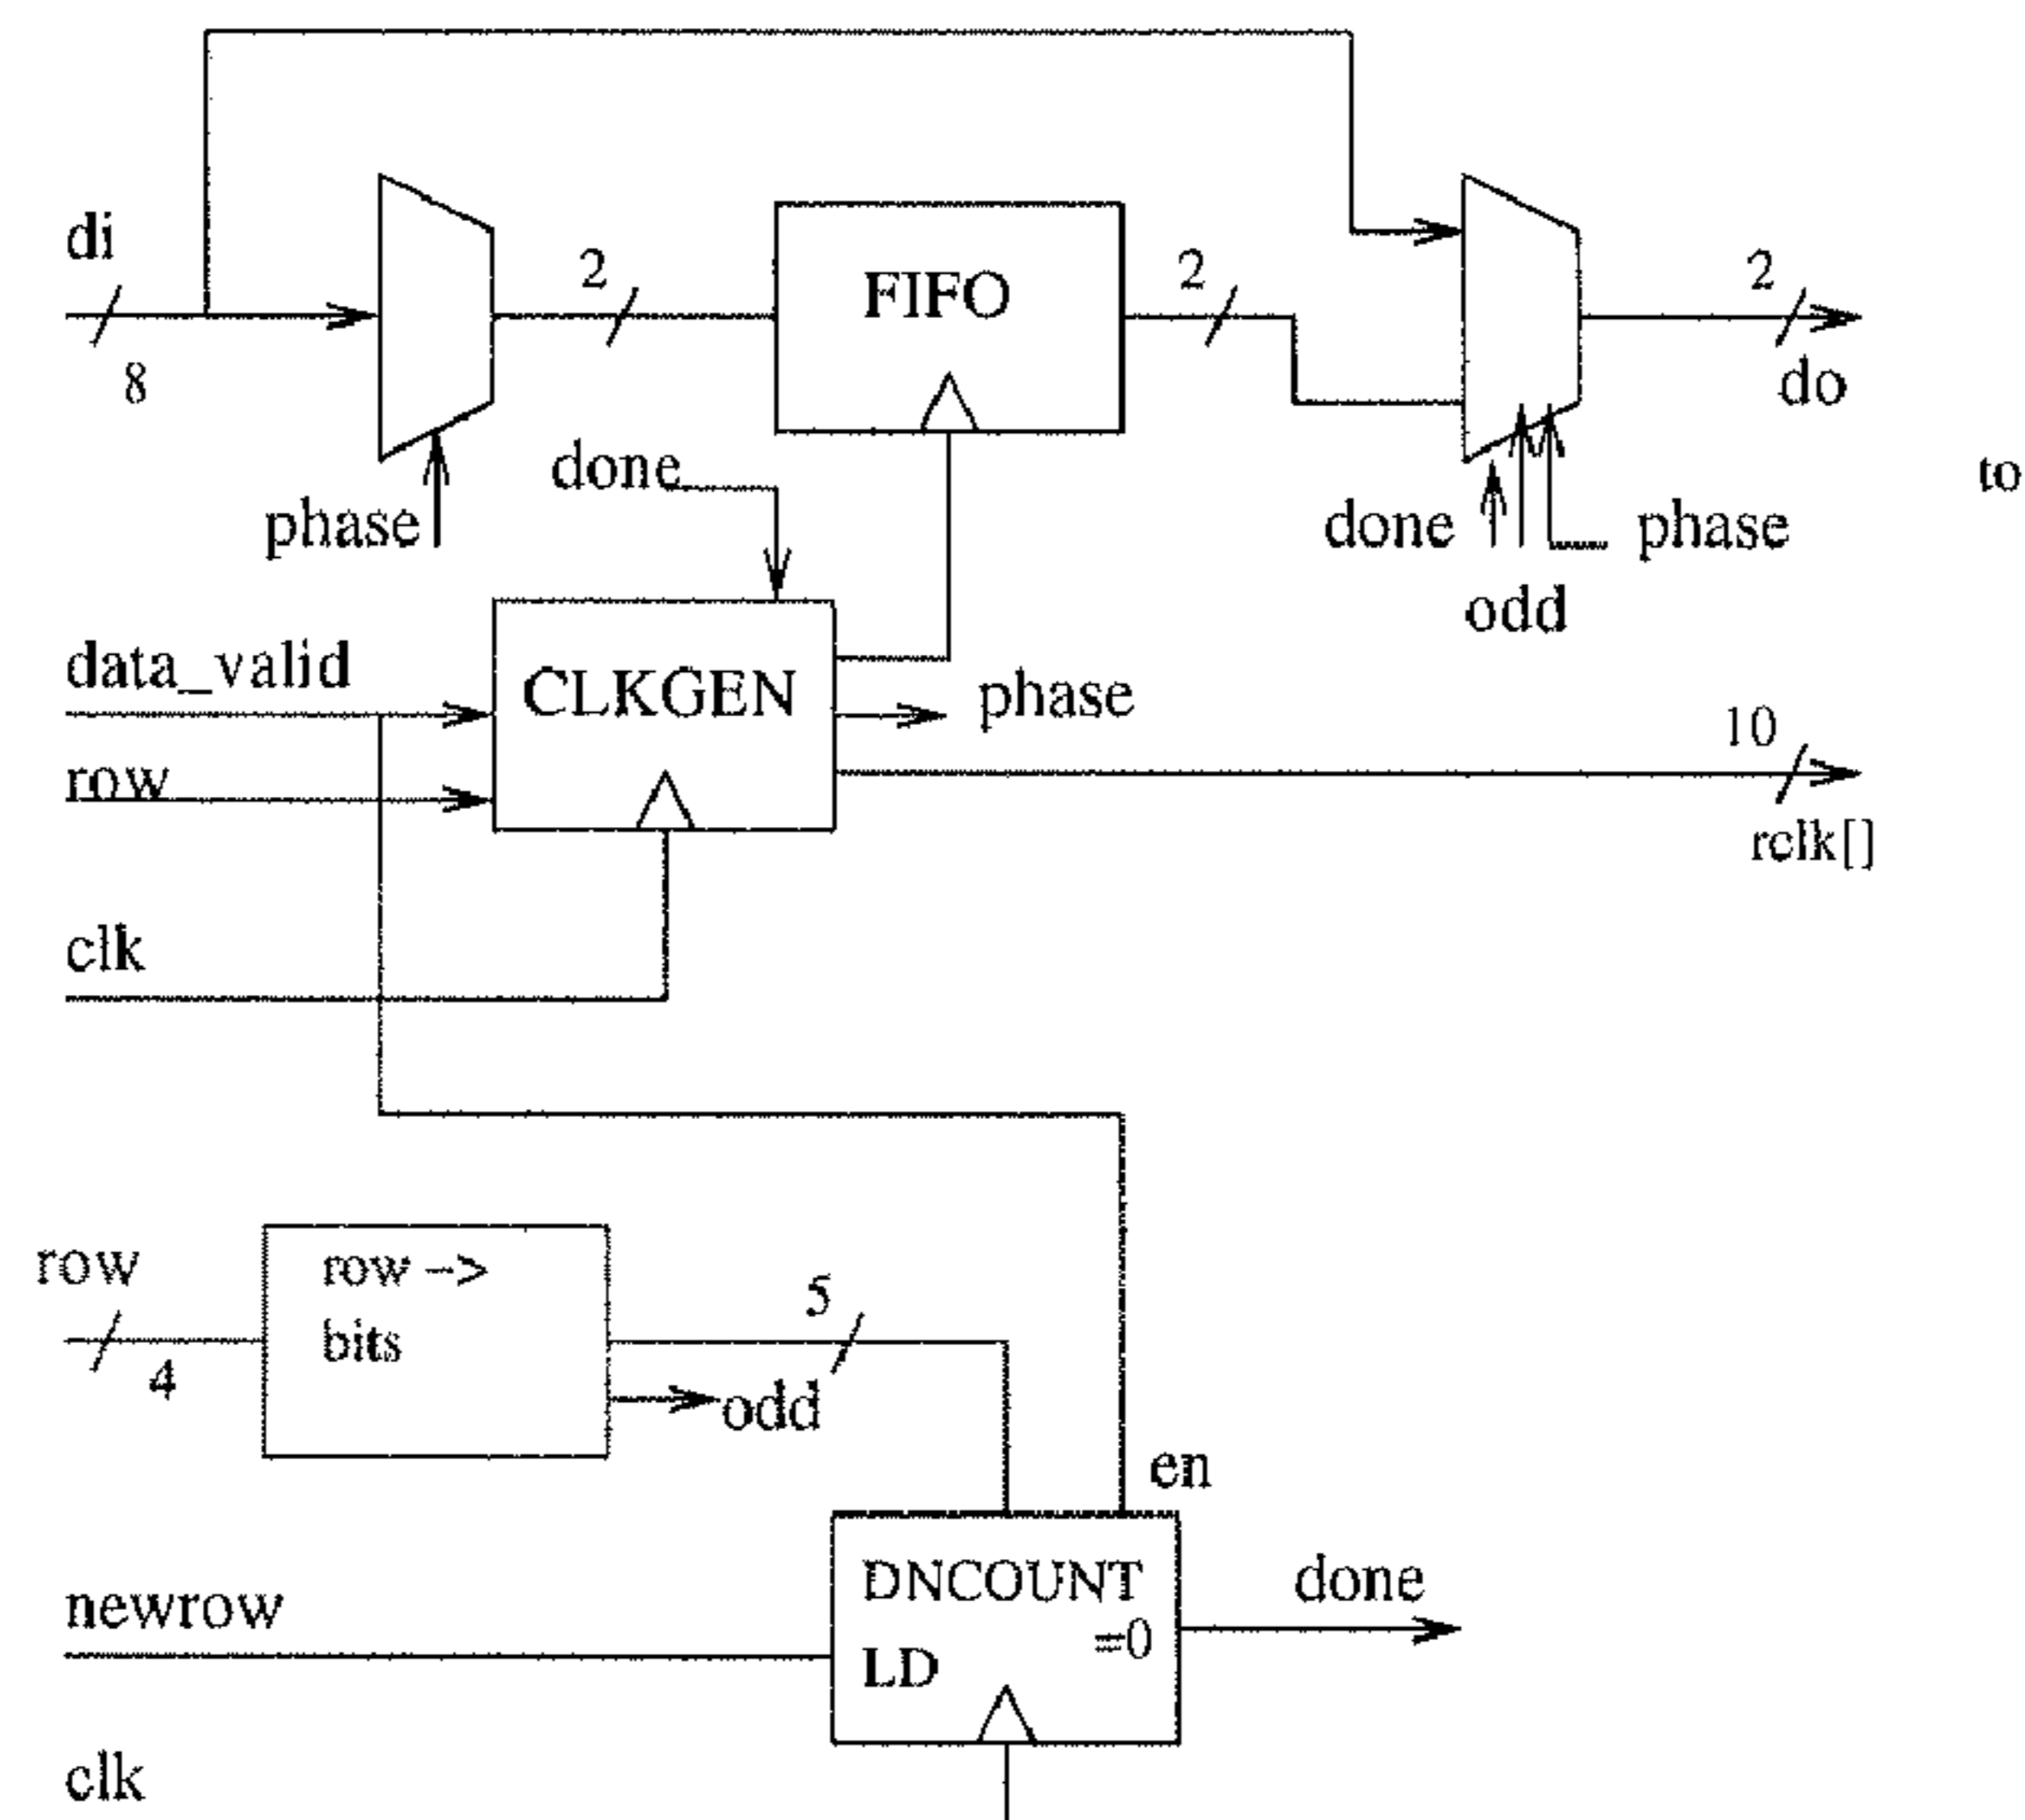 di
8
2
FIFO
2
2
do
phase
done
done
odd
phase
to
data_valid
row
CLKGEN
phase
10
rclk[]
clk
row
4
row ->
bits
5
odd
en
newrow
DNCOUNT
=0
LD
done
clk